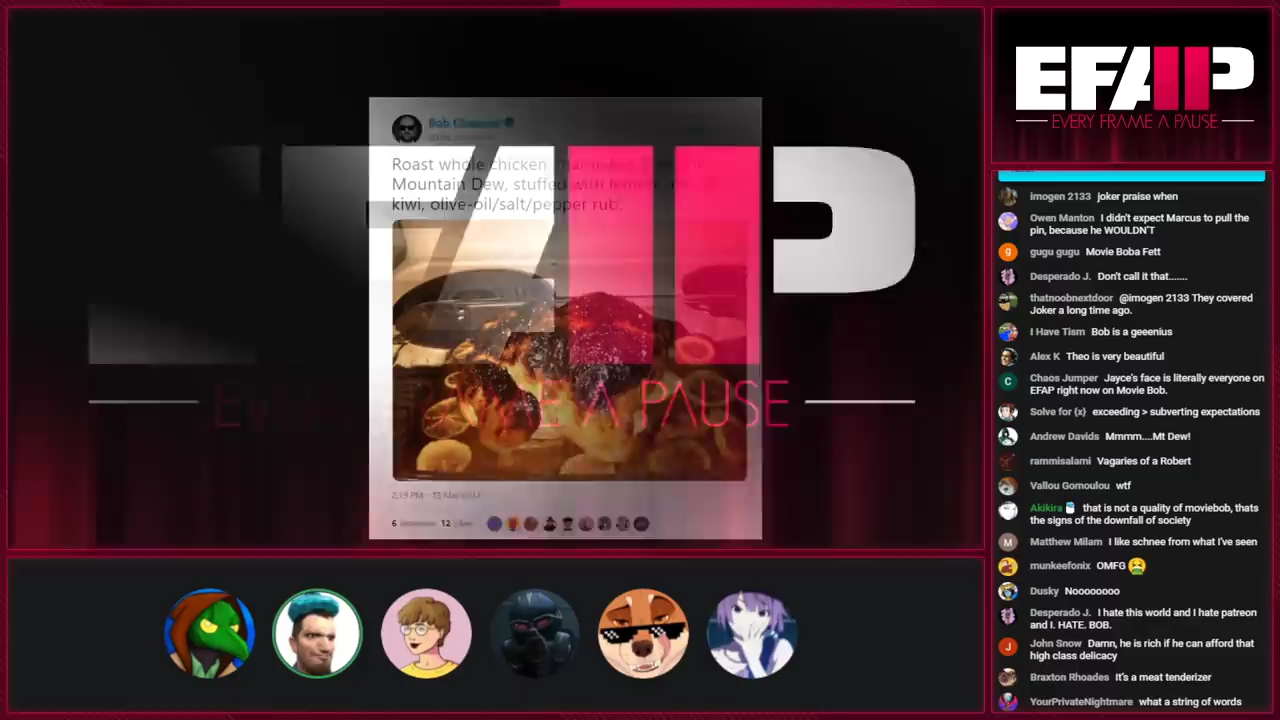 Bob
Roast whole chicken
Mountain Dew, stuffed with
kiwi, olive-oil/salt/pepper rub.
A PAUSE
EFAP
EVERY FRAME A PAUSE
imogen 2133 joker praise when
Owen Manton I didn't expect Marcus to pull the
pin, because he WOULDN'T
gugu gugu Movie Boba Fett
Desperado J. Don't call it that.......
thatnoobnextdoor @imogen 2133 They covered
Joker a long time ago.
I Have Tism Bob is a geeenius
Alex K Theo is very beautiful
Chaos Jumper Jayce's face is literally everyone on
EFAP right now on Movie Bob.
Solve for {x} exceeding > subverting expectations
Andrew Davids Mmmm....Mt Dew!
rammisalami Vagaries of a Robert
Vallou Gomoulou wtf
Akikira that is not a quality of moviebob, thats
the signs of the downfall of society
Matthew Milam I like schnee from what I've seen
munkeefonix OMFG
Dusky Noooooooo
Desperado J. I hate this world and I hate patreon
and I. HATE. BOB.
John Snow Damn, he is rich if he can afford that
high class delicacy
Braxton Rhoades It's a meat tenderizer
YourPrivateNightmare what a string of words